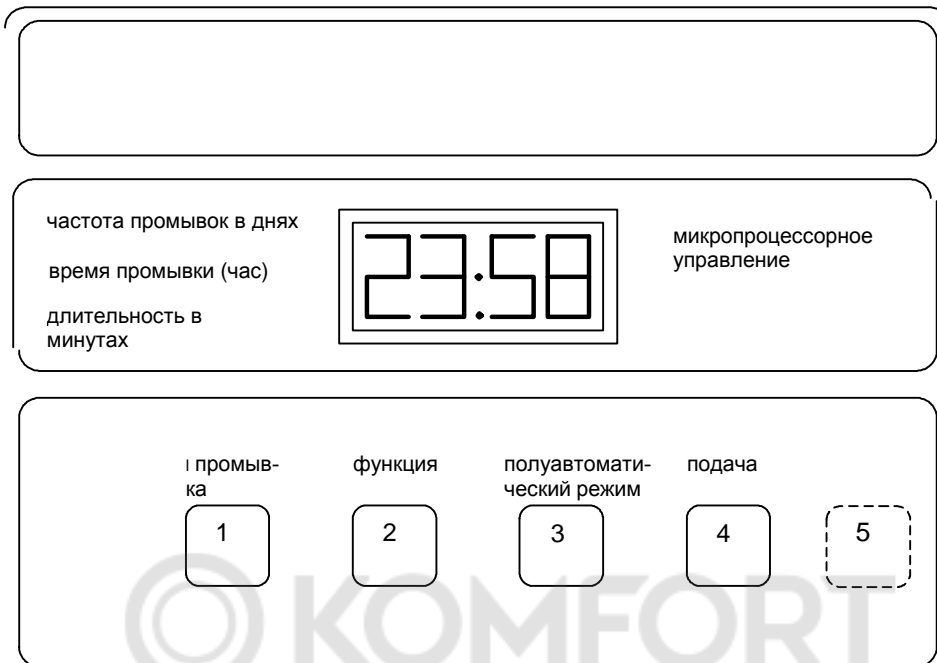 частота промывок в днях
23:58
микропроцессорное
управление
время промывки (час)
длительность в
минутах
промыв-
ка
функция
полуавтомати-
ческий режим
подача
1
2
3
4
5
KOMFORT